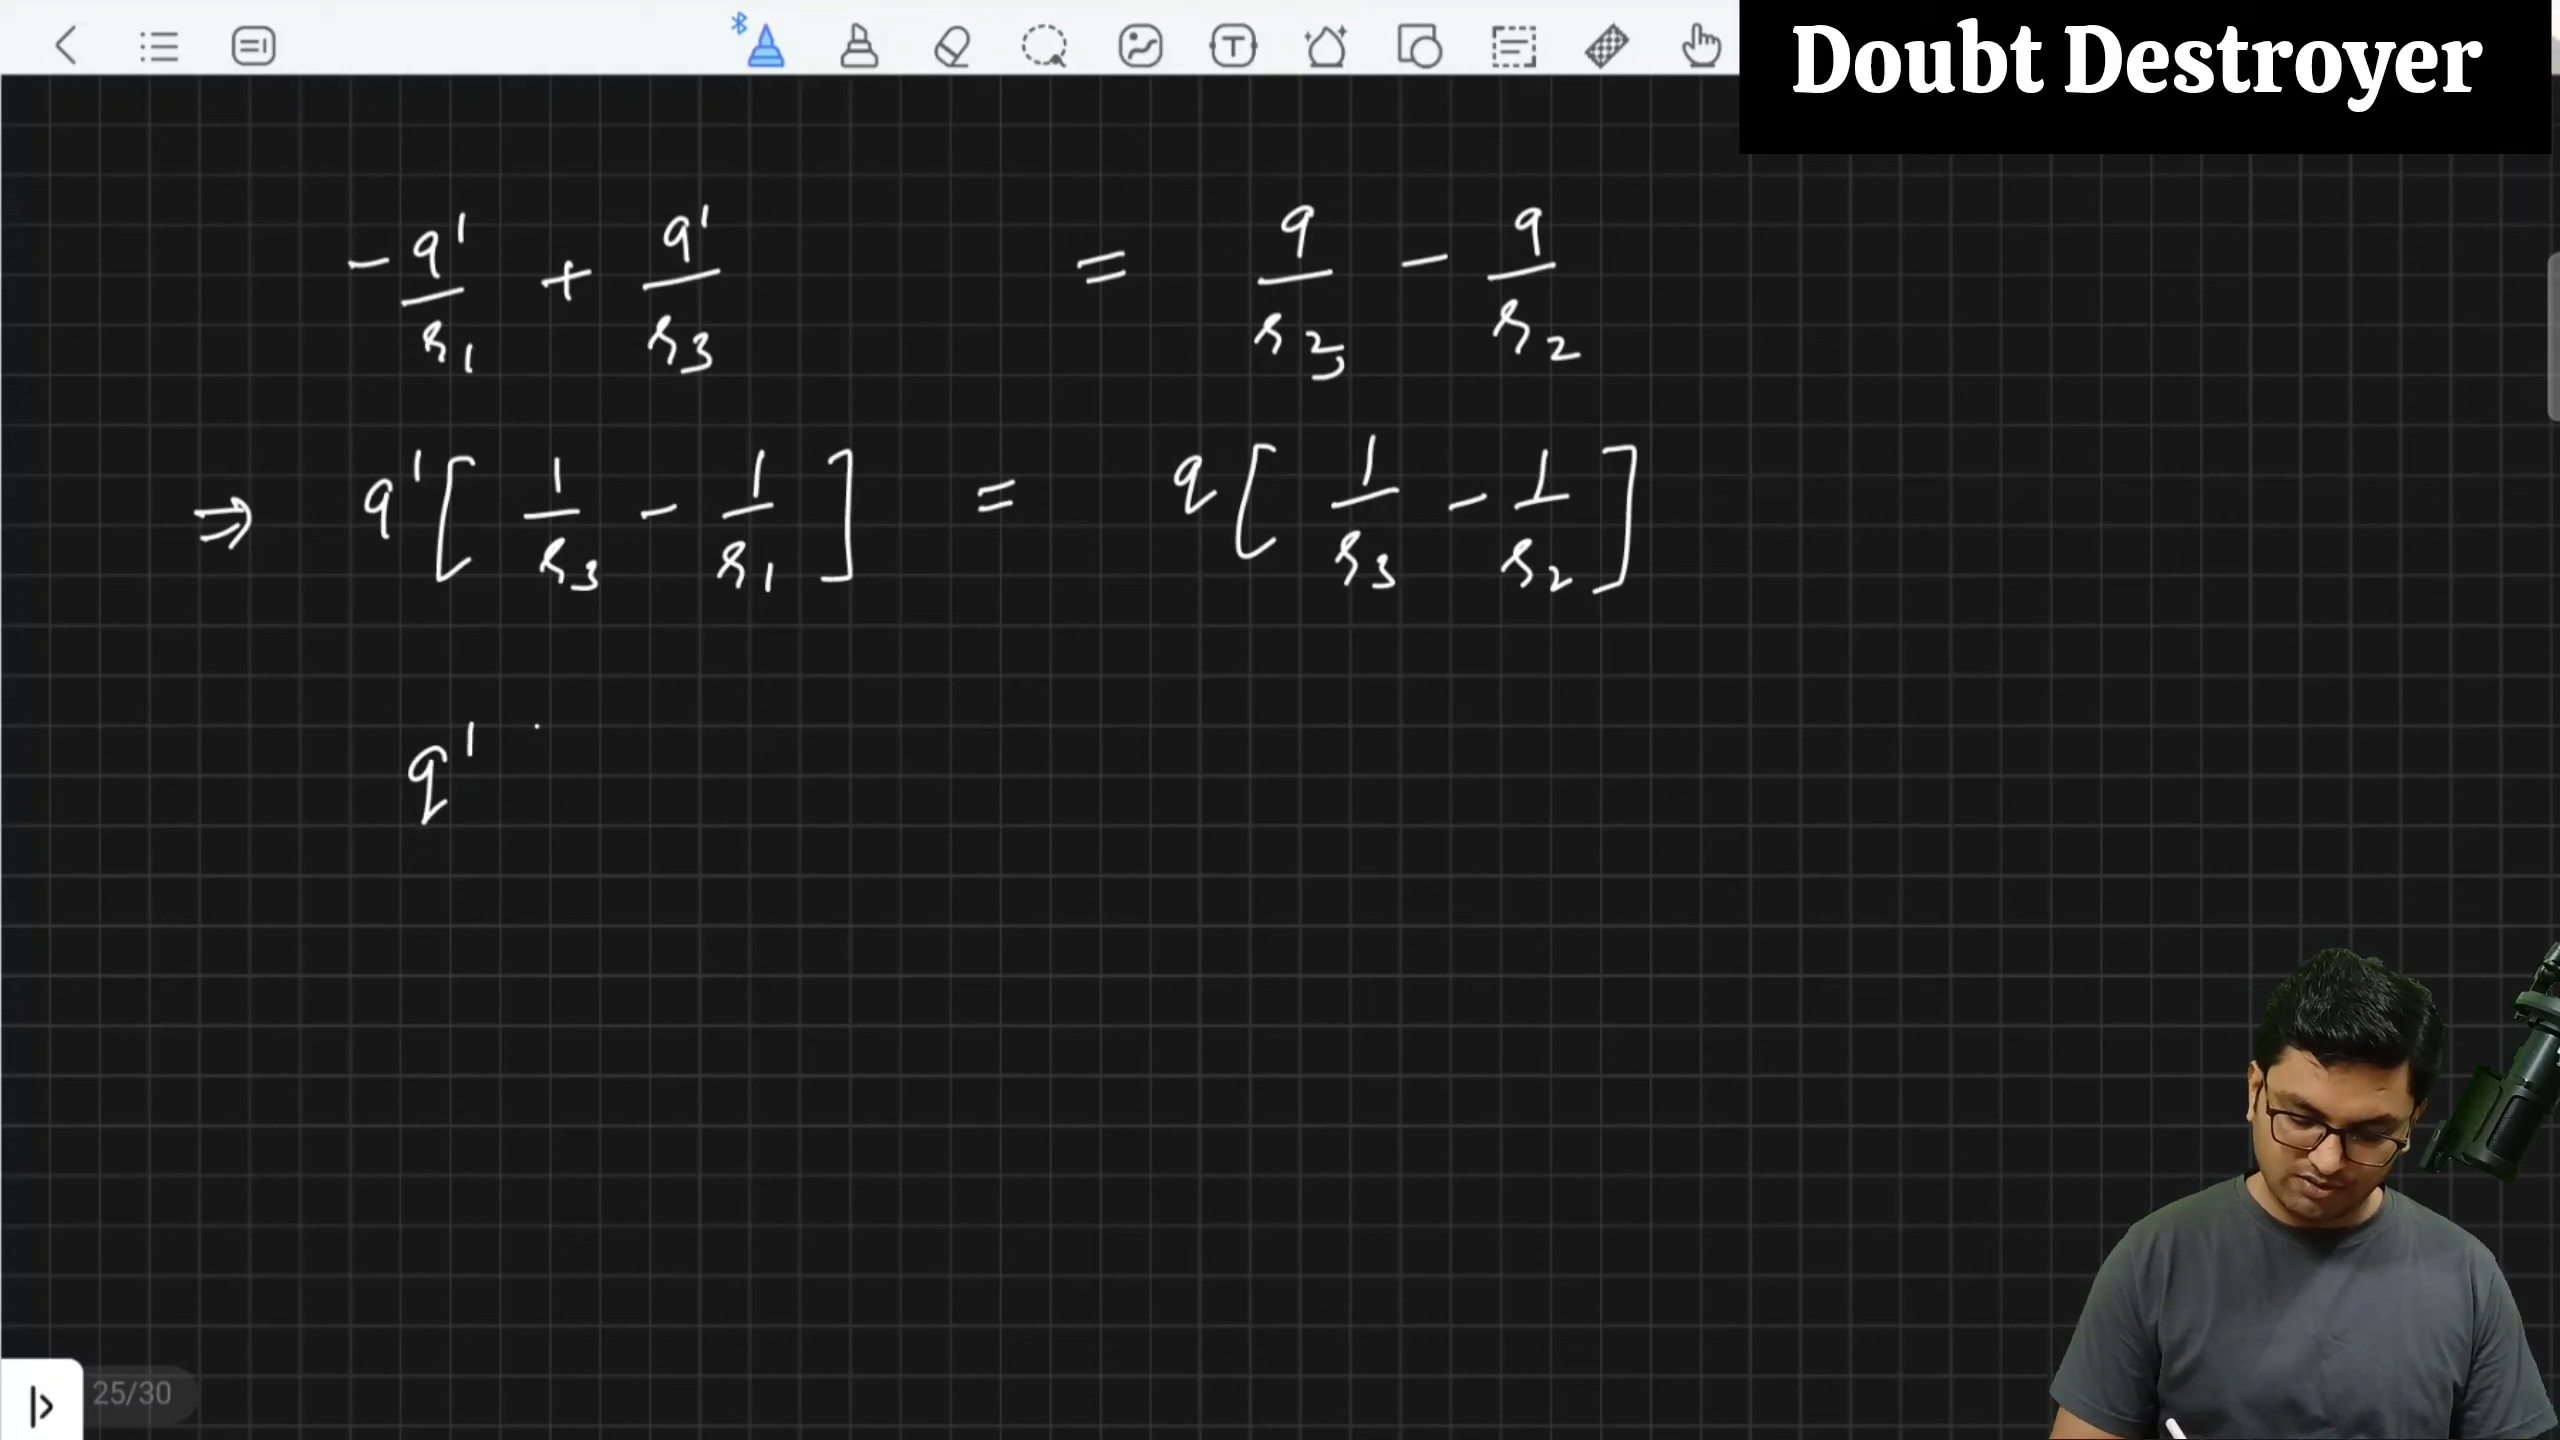 Doubt Destroyer
-q'/r₁ + q'/r₃ = q/r₃ - q/r₂
⇒ q'[1/r₃ - 1/r₁] = q[1/r₃ - 1/r₂]
q'
25/30